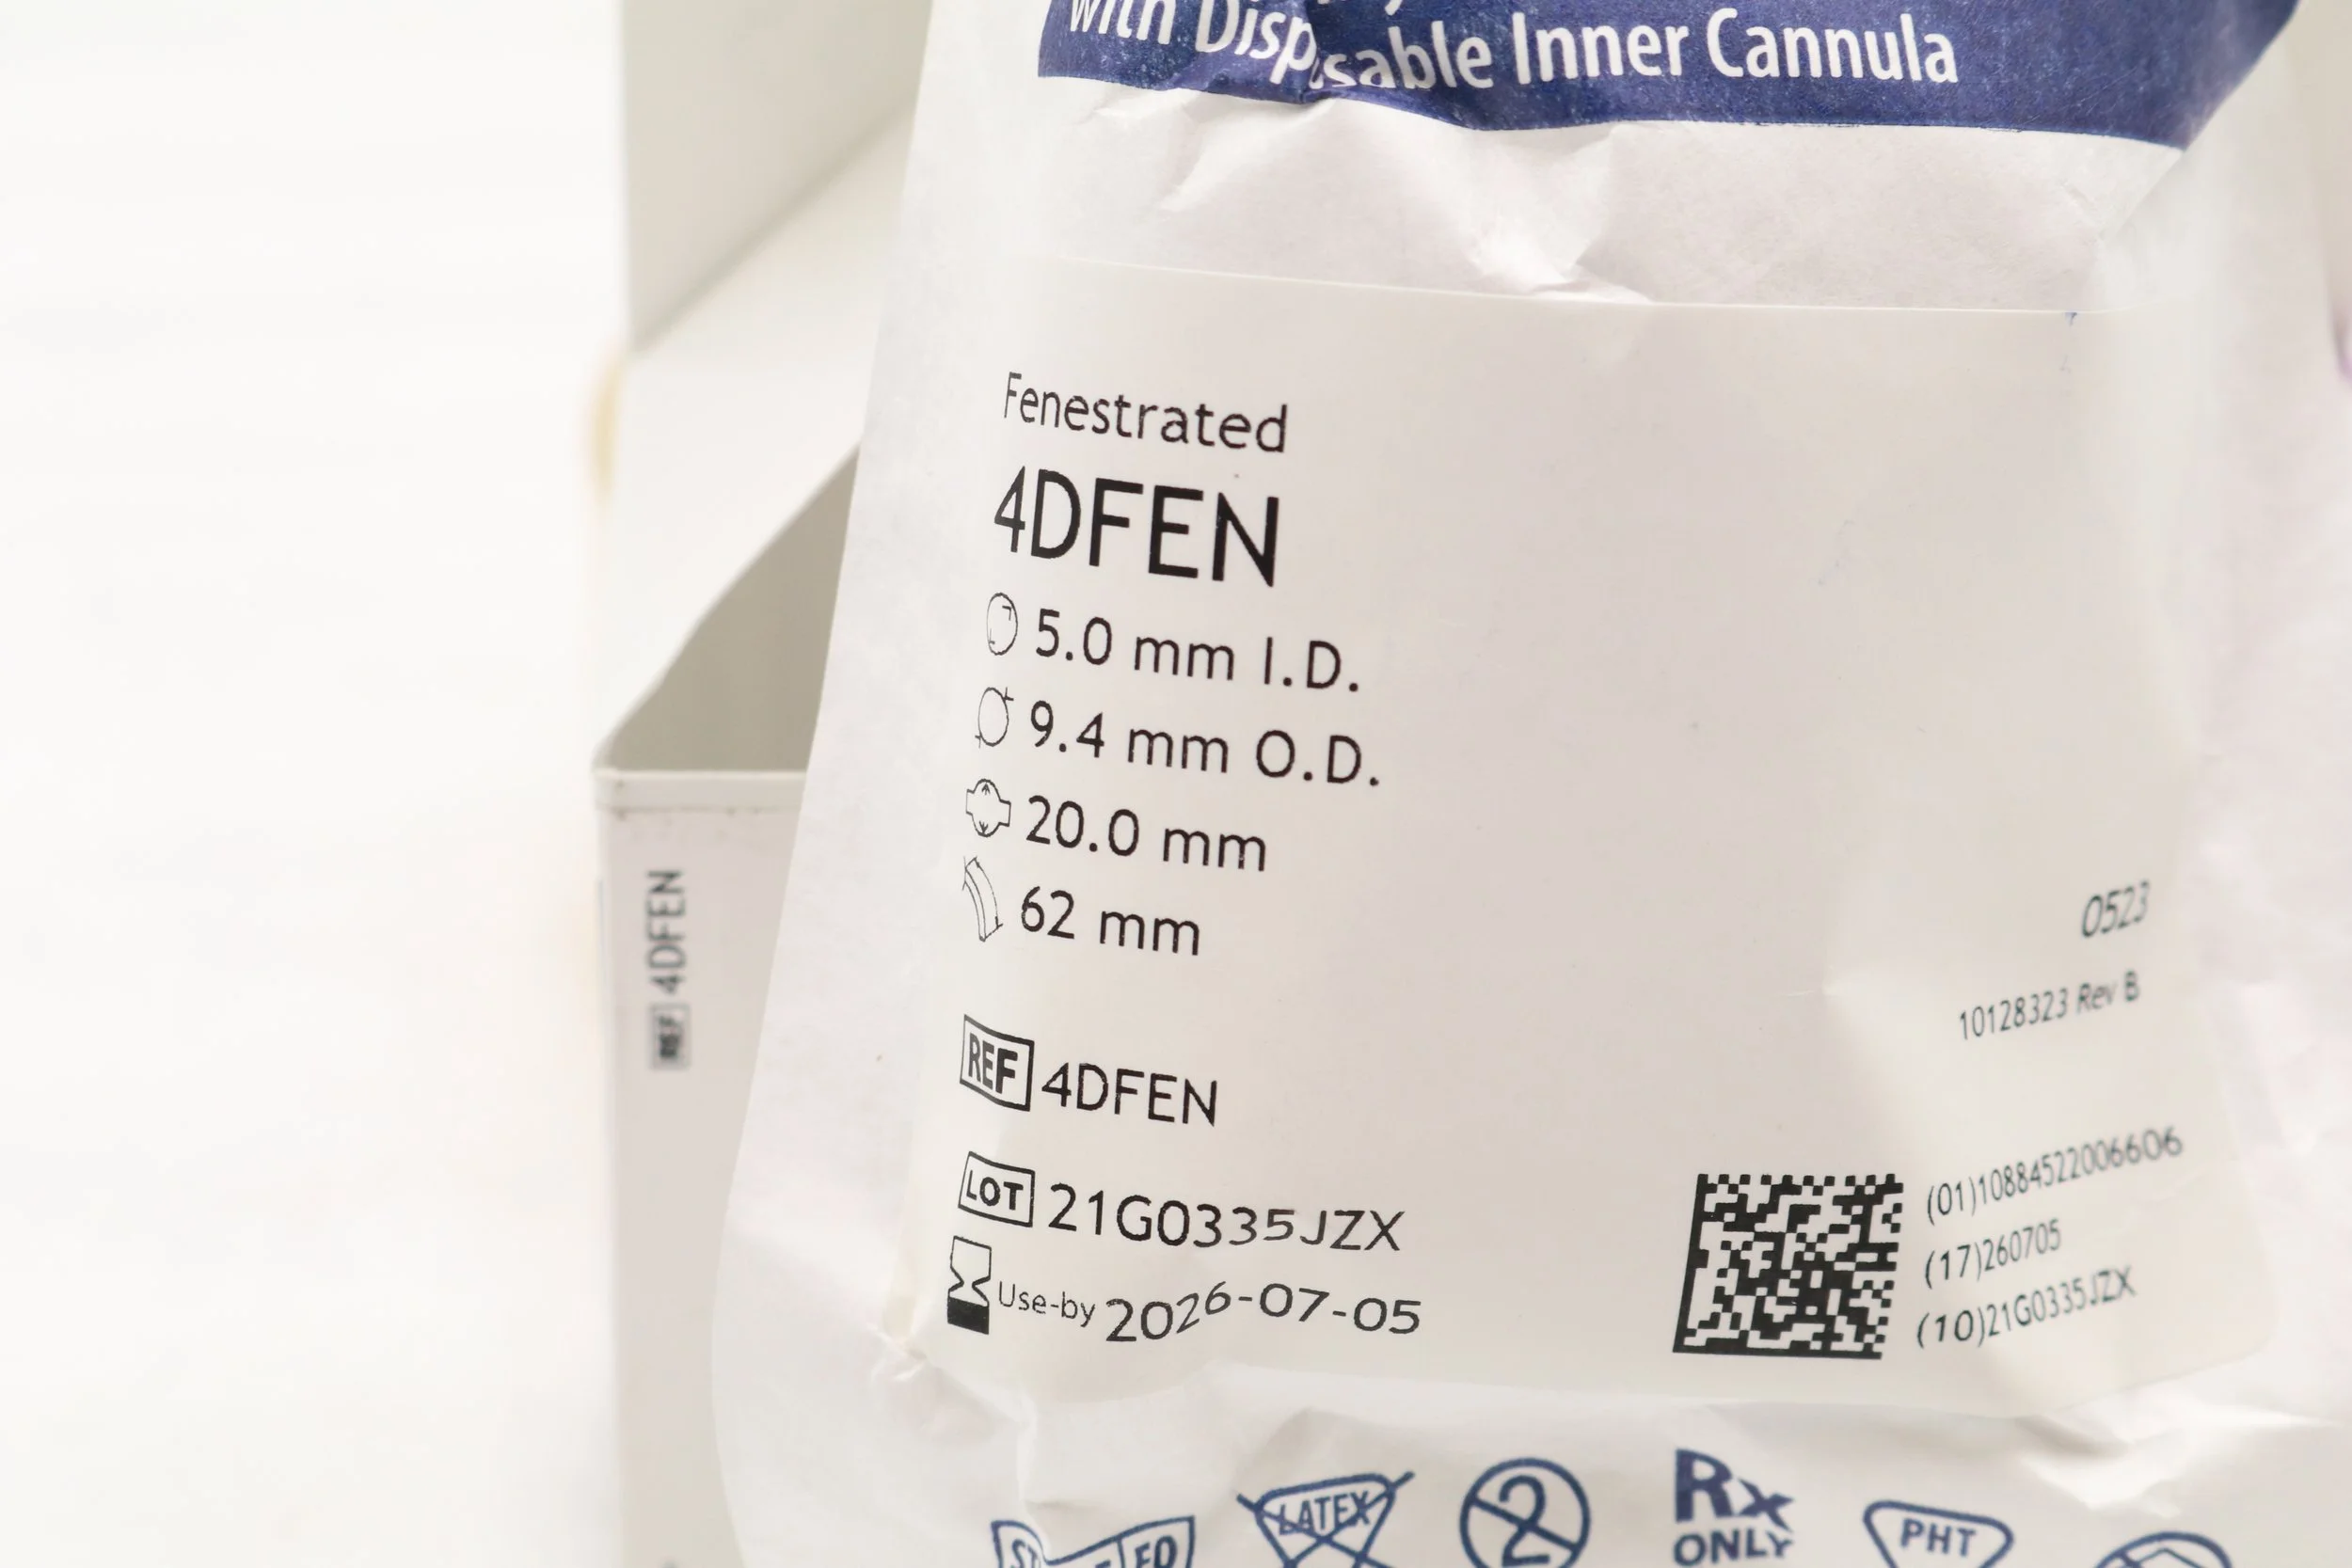 with Disposable Inner Cannula
Fenestrated
4DFEN
5.0 mm I.D.
9.4 mm O.D.
20.0 mm
62 mm
REF 4DFEN
LOT 21G0335JZX
Use-by 2026-07-05
0523
10128323 Rev B
(01)10884522006606
(17)260705
(10)21G0335JZX
LATEX
2
Rx
ONLY
PHT
REF 4DFEN